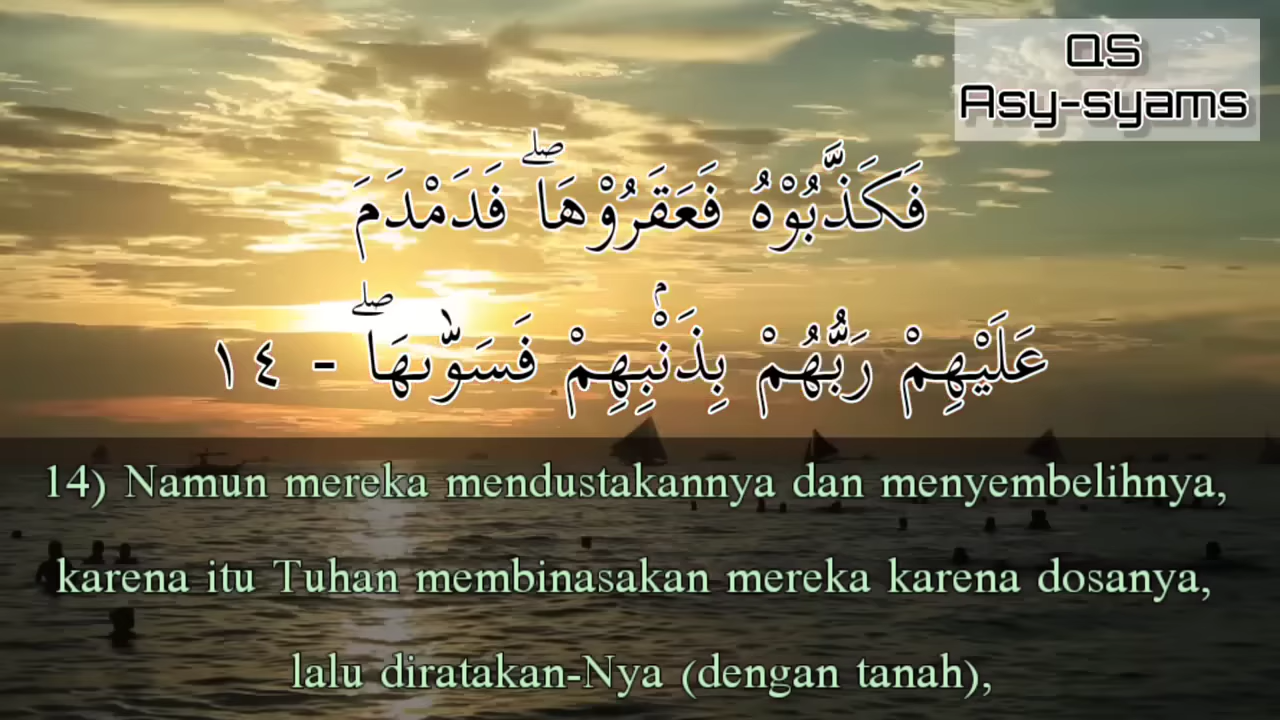 QS
Asy-syams
فَكَذَّبُوْهُ فَعَقَرُوْهَاۖ فَدَمْدَمَ
عَلَيْهِمْ رَبُّهُمْ بِذَنْۢبِهِمْ فَسَوّٰىهَاۖ - ١٤
14) Namun mereka mendustakannya dan menyembelihnya,
karena itu Tuhan membinasakan mereka karena dosanya,
lalu diratakan-Nya (dengan tanah),